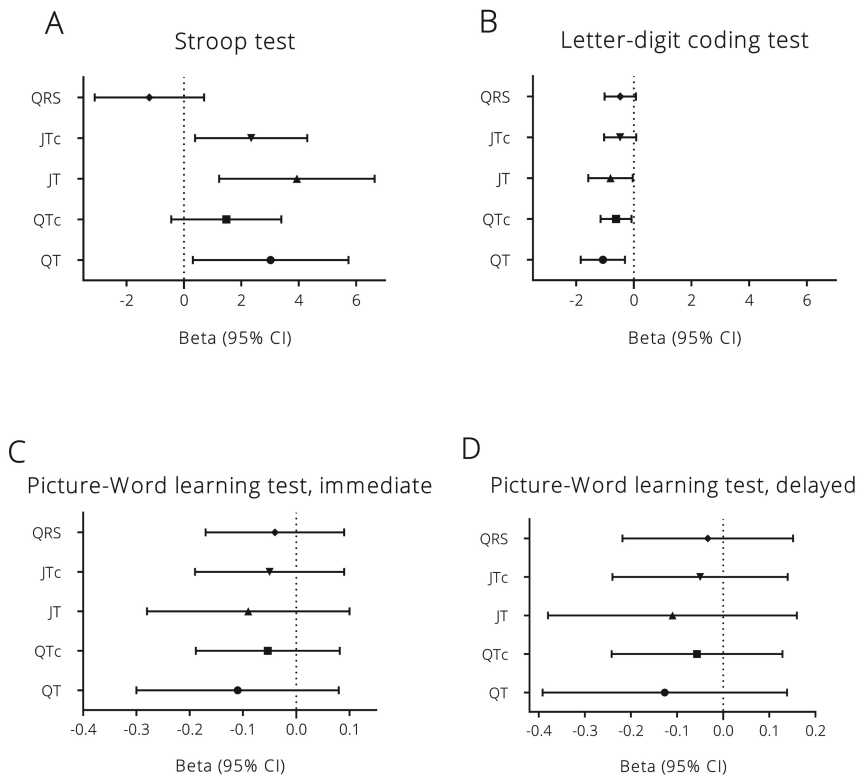 A
Stroop test
QRS
JTc
JT
QTc
QT
-2 0 2 4 6
Beta (95% CI)
B
Letter-digit coding test
QRS
JTc
JT
QTc
QT
-2 0 2 4 6
Beta (95% CI)
C
Picture-Word learning test, immediate
QRS
JTc
JT
QTc
QT
-0.4 -0.3 -0.2 -0.1 0.0 0.1
Beta (95% CI)
D
Picture-Word learning test, delayed
QRS
JTc
JT
QTc
QT
-0.4 -0.3 -0.2 -0.1 0.0 0.1 0.2
Beta (95% CI)